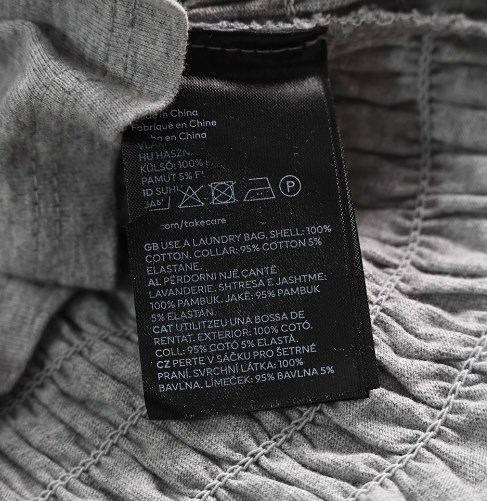 in China
Fabriqué en Chine
en China
HU HASZN.
KÜLSŐ: 100%
PAMUT 5%
ID SUHU
JA
P
.com/takecare
GB USE A LAUNDRY BAG, SHELL: 100%
COTTON. COLLAR: 95% COTTON 5%
ELASTANE.
AL PËRDORNI NJË ÇANTË
LAVANDERIE. SHTRESA E JASHTME:
100% PAMBUK. JAKË: 95% PAMBUK
5% ELASTAN.
CAT UTILITZEU UNA BOSSA DE
RENTAT. EXTERIOR: 100% COTÓ.
COLL: 95% COTÓ 5% ELASTÀ.
CZ PERTE V SÁČKU PRO ŠETRNÉ
PRANÍ. SVRCHNÍ LÁTKA: 100%
BAVLNA. LÍMEČEK: 95% BAVLNA 5%